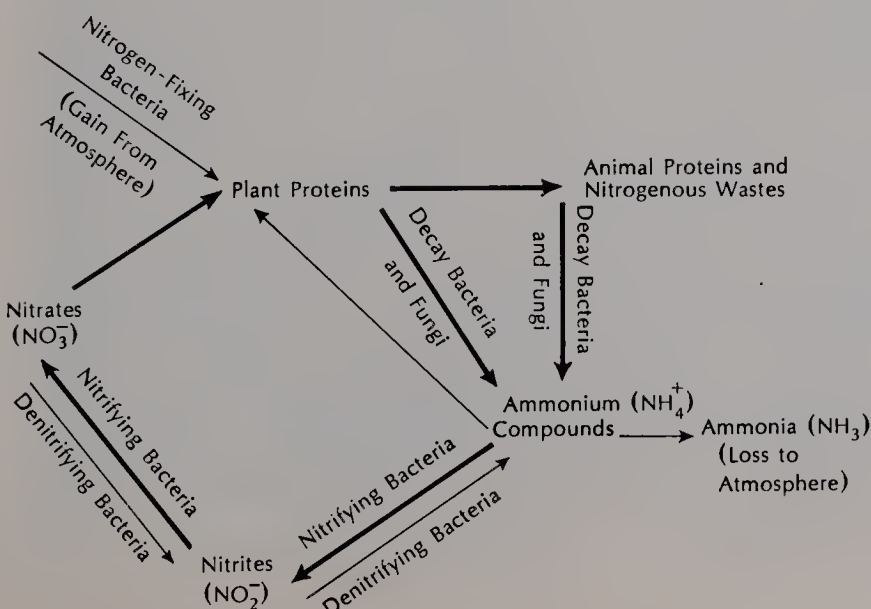 Nitrogen-Fixing
Bacteria
(Gain From
Atmosphere)
Plant Proteins
Animal Proteins and
Nitrogenous Wastes
Decay Bacteria
and Fungi
Decay Bacteria
and Fungi
Nitrates
(NO₃⁻)
Nitrifying Bacteria
Denitrifying Bacteria
Ammonium (NH₄⁺)
Compounds
Ammonia (NH₃)
(Loss to
Atmosphere)
Nitrifying Bacteria
Denitrifying Bacteria
Nitrites
(NO₂⁻)